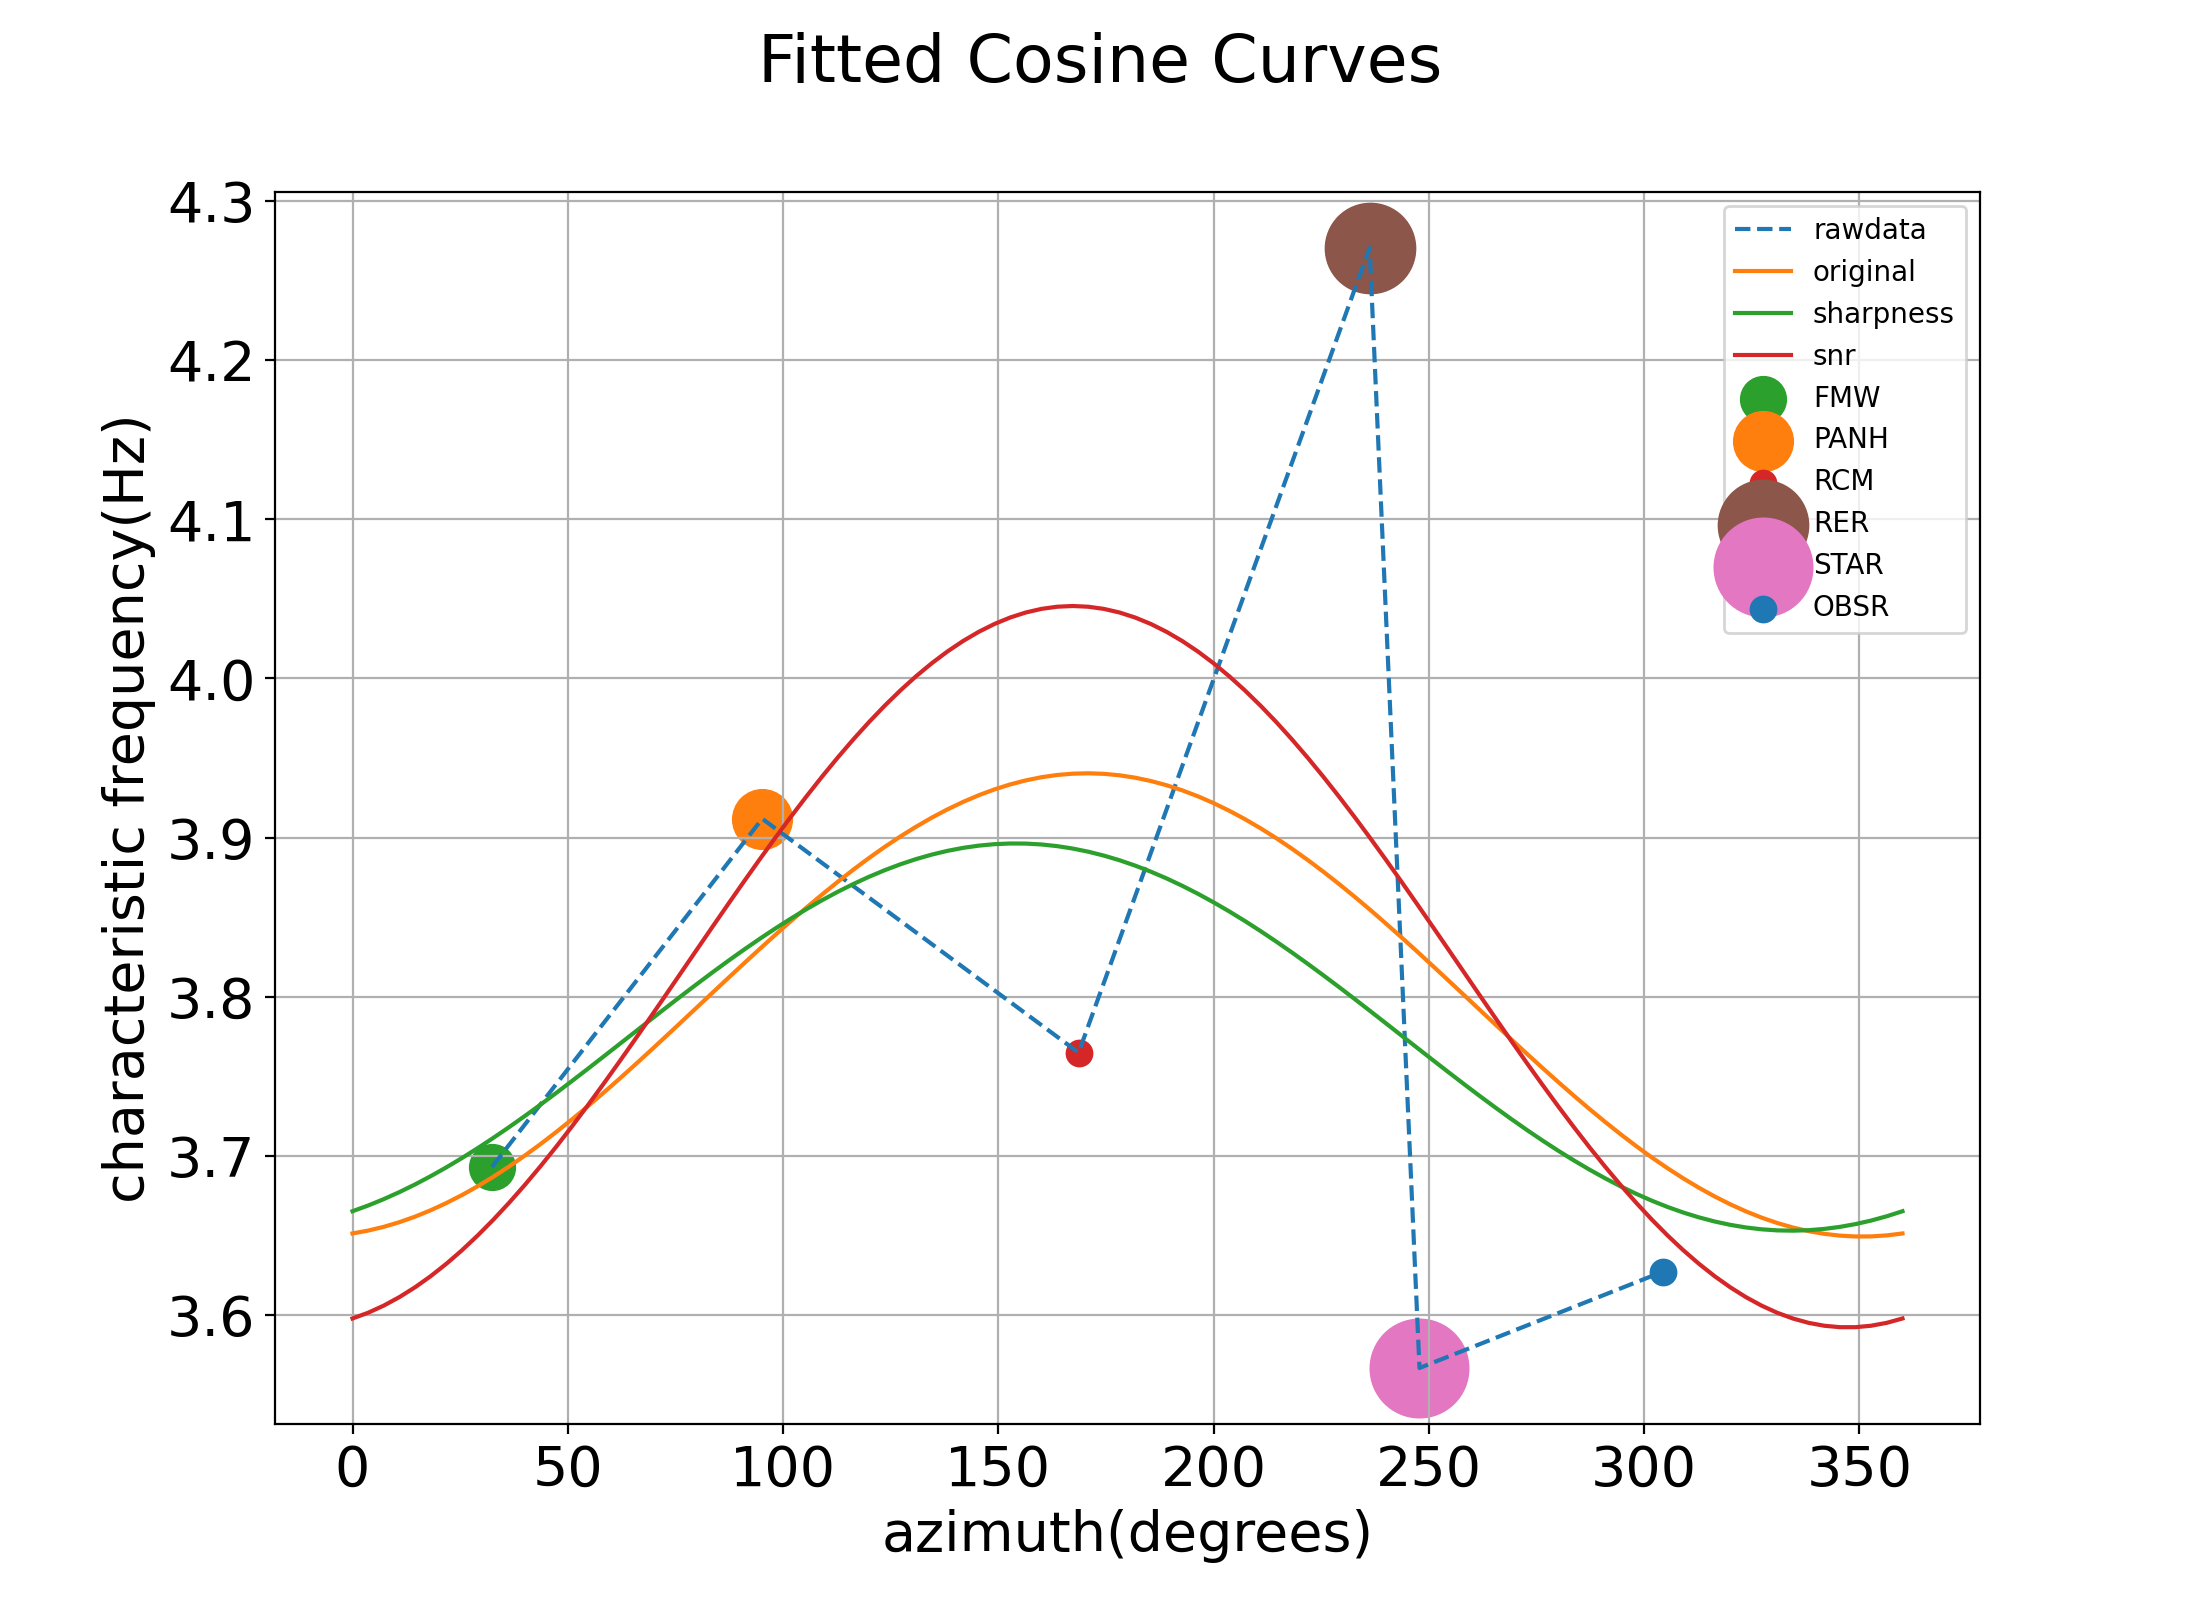 Fitted Cosine Curves
4.3
4.2
4.1
4.0
3.9
3.8
3.7
3.6
characteristic frequency(Hz)
0 50 100 150 200 250 300 350
azimuth(degrees)
rawdata
original
sharpness
snr
FMW
PANH
RCM
RER
STAR
OBSR